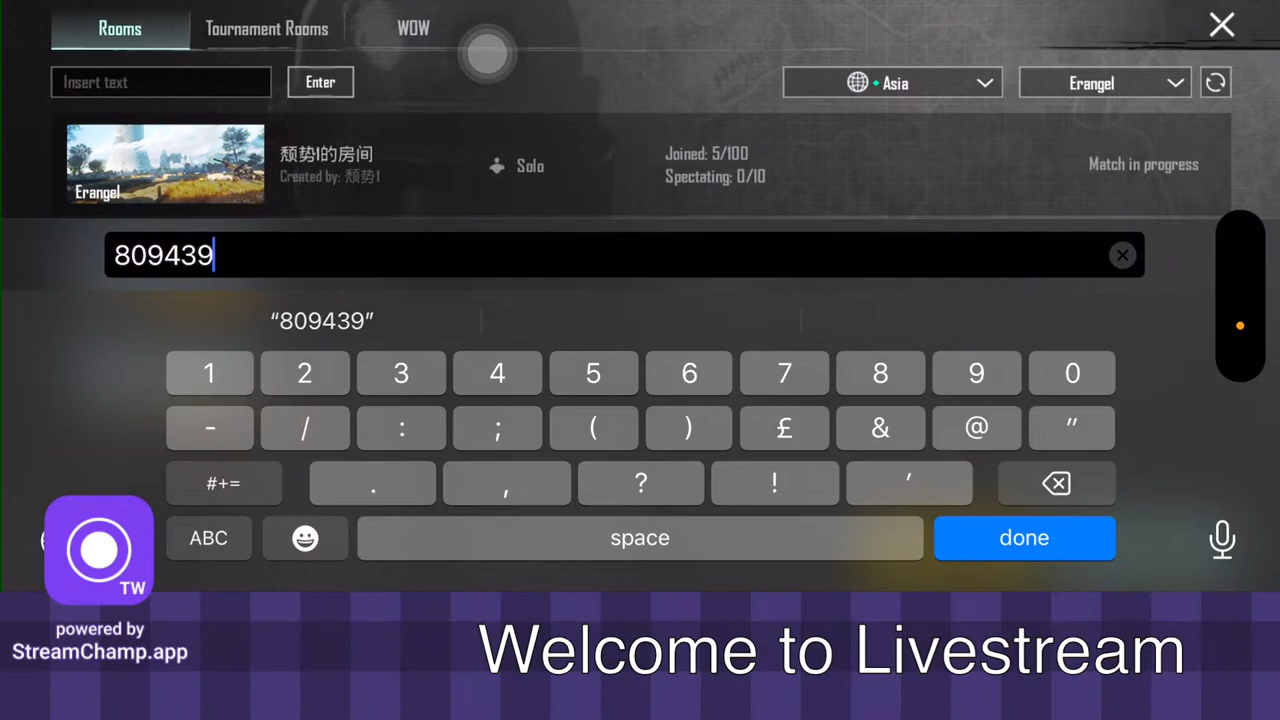 Rooms
Tournament Rooms
WOW
Insert text
Enter
Asia
Erangel
颓势I的房间
Created by: 颓势I
Erangel
Solo
Joined: 5/100
Spectating: 0/10
Match in progress
809439
“809439”
1 2 3 4 5 6 7 8 9 0
- / : ; ( ) £ & @ "
#+= . , ? ! '
ABC space done
TW
powered by
StreamChamp.app
Welcome to Livestream